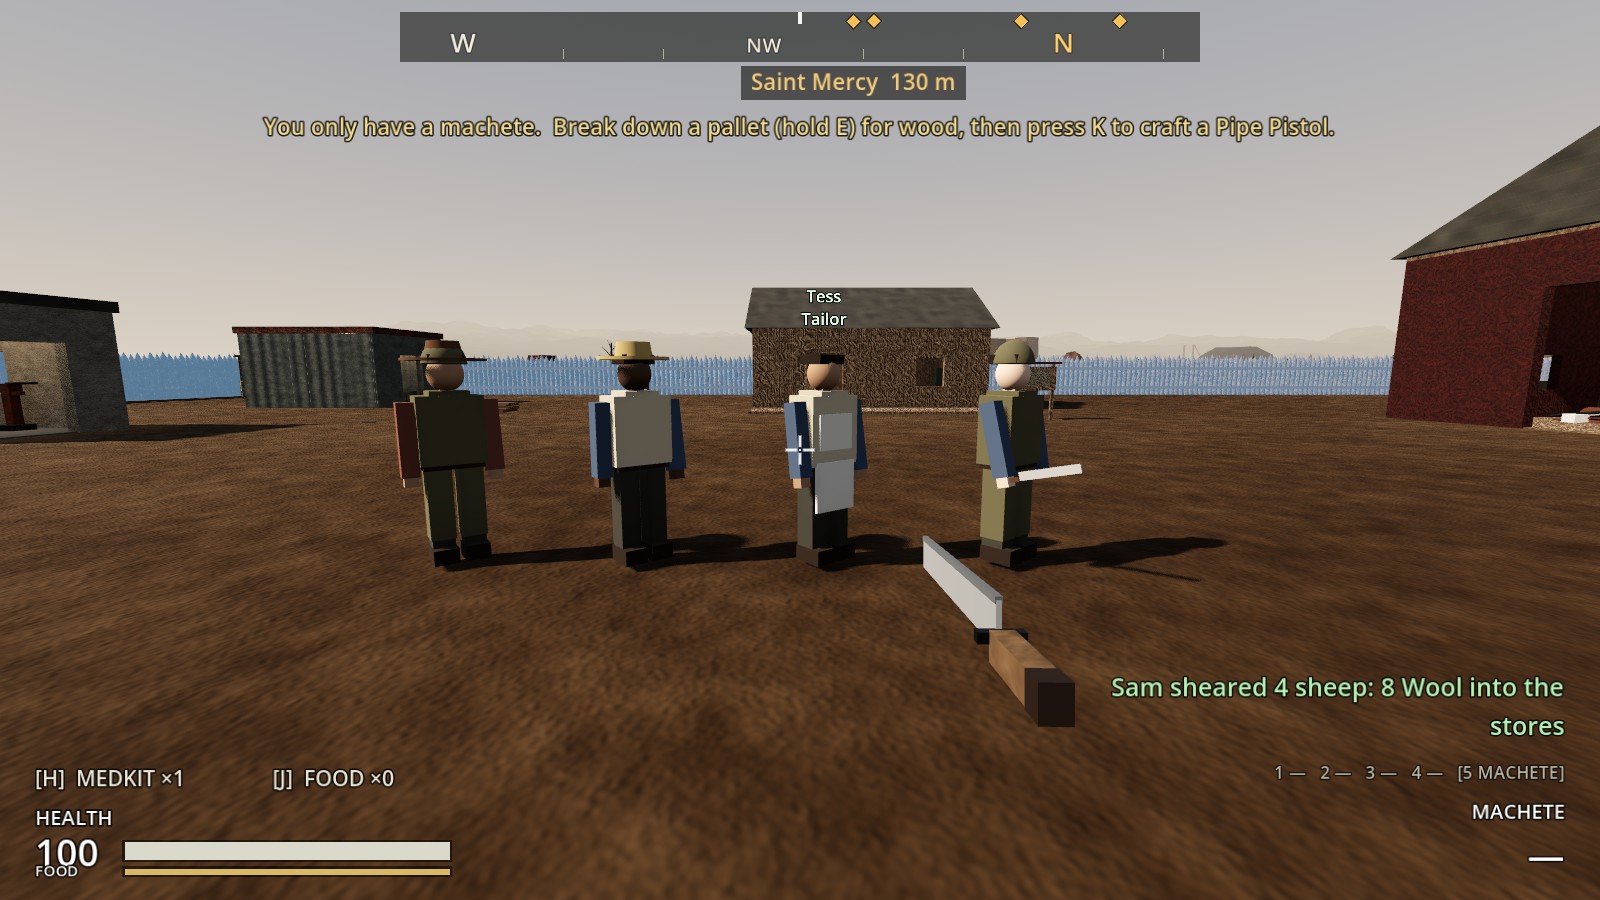 W NW N
Saint Mercy 130 m
You only have a machete. Break down a pallet (hold E) for wood, then press K to craft a Pipe Pistol.
Tess
Tailor
Sam sheared 4 sheep: 8 Wool into the
stores
1 — 2 — 3 — 4 — [5 MACHETE]
[H] MEDKIT ×1 [J] FOOD ×0
MACHETE
HEALTH
100
FOOD